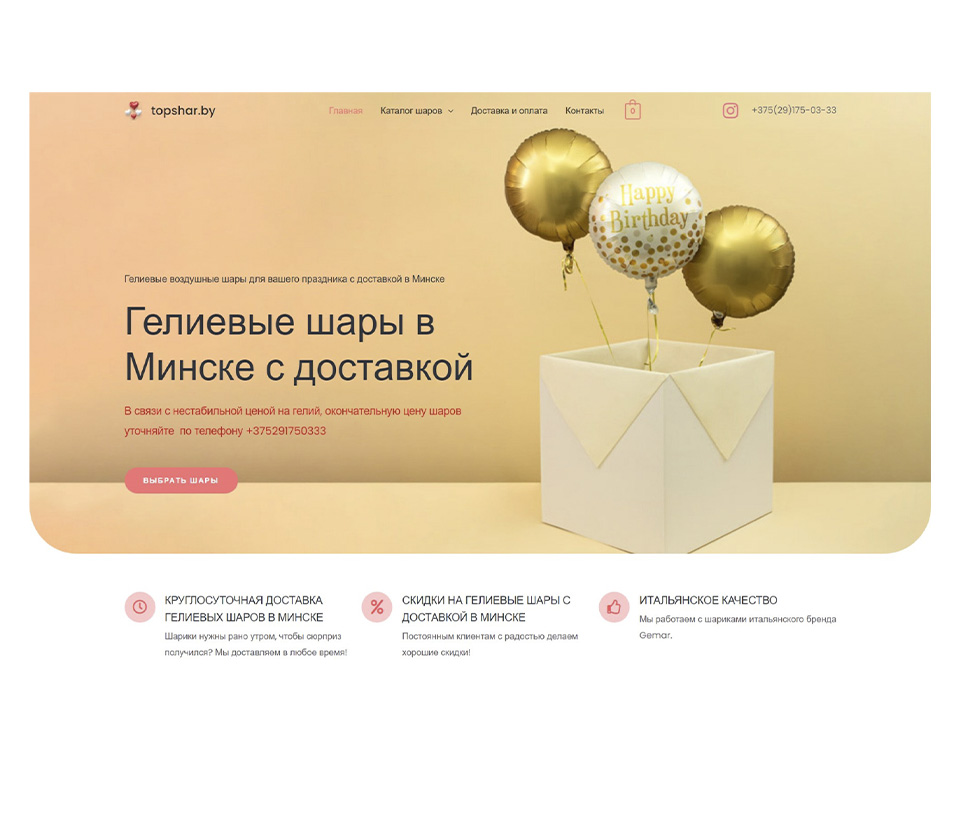 topshar.by
Главная Каталог шаров Доставка и оплата Контакты 0 +375(29)175-03-33
Happy
Birthday
Гелиевые воздушные шары для вашего праздника с доставкой в Минске
Гелиевые шары в
Минске с доставкой
В связи с нестабильной ценой на гелий, окончательную цену шаров
уточняйте по телефону +375291750333
ВЫБРАТЬ ШАРЫ
КРУГЛОСУТОЧНАЯ ДОСТАВКА
ГЕЛИЕВЫХ ШАРОВ В МИНСКЕ
Шарики нужны рано утром, чтобы сюрприз
получился? Мы доставляем в любое время!
СКИДКИ НА ГЕЛИЕВЫЕ ШАРЫ С
ДОСТАВКОЙ В МИНСКЕ
Постоянным клиентам с радостью делаем
хорошие скидки!
ИТАЛЬЯНСКОЕ КАЧЕСТВО
Мы работаем с шариками итальянского бренда
Gemar.